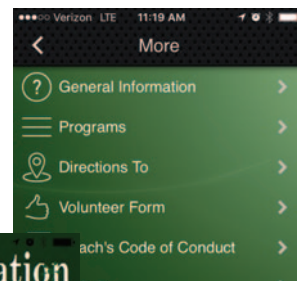 Verizon LTE 11:19 AM
More
General Information
Programs
Directions To
Volunteer Form
ach's Code of Conduct
ation